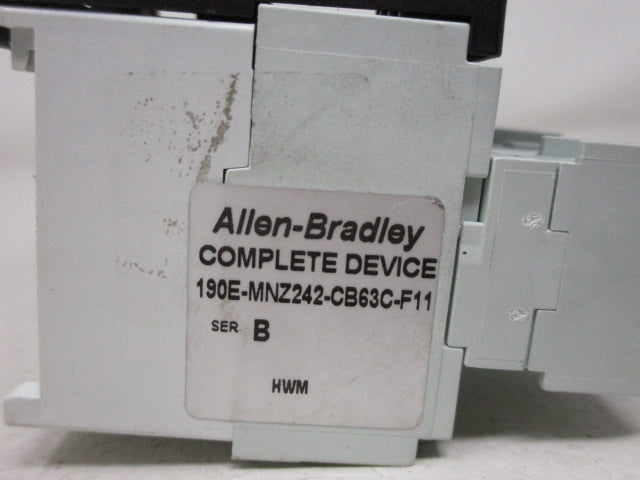 Allen-Bradley
COMPLETE DEVICE
190E-MNZ242-CB63C-F11
SER. B
HWM